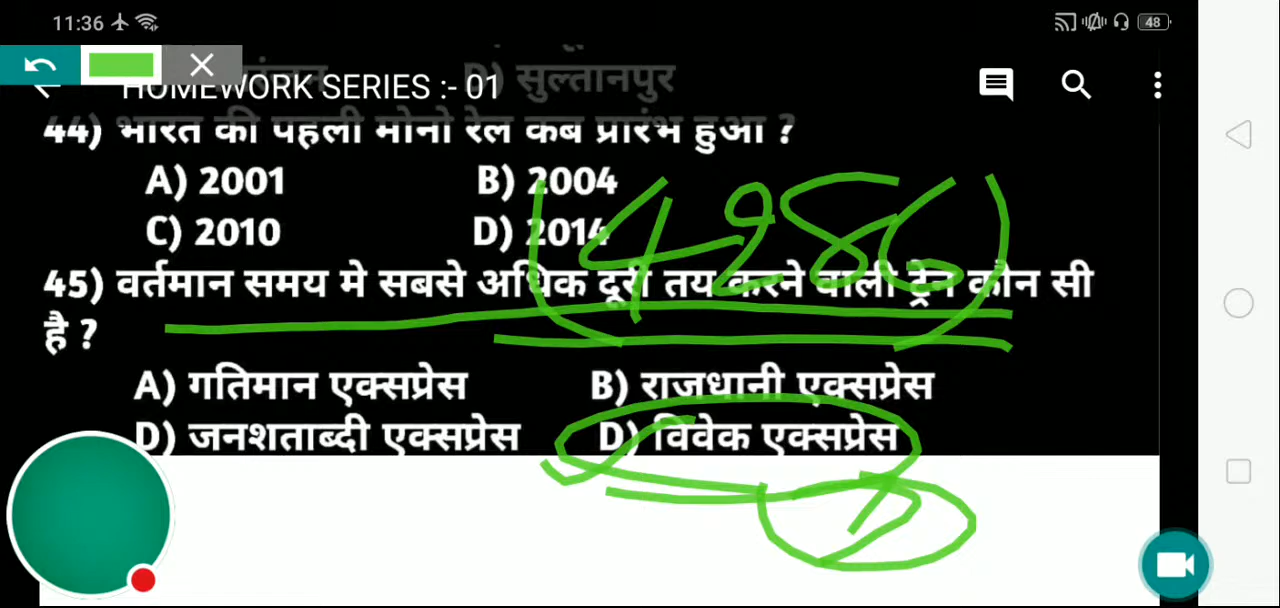 11:36 48
HOMEWORK SERIES :- 01
D) सुल्तानपुर
44) भारत की पहली मोनो रेल कब प्रारंभ हुआ ?
A) 2001 B) 2004
C) 2010 D) 2014
(4286)
45) वर्तमान समय मे सबसे अधिक दूरी तय करने वाली ट्रेन कौन सी
है ?
A) गतिमान एक्सप्रेस B) राजधानी एक्सप्रेस
D) जनशताब्दी एक्सप्रेस D) विवेक एक्सप्रेस